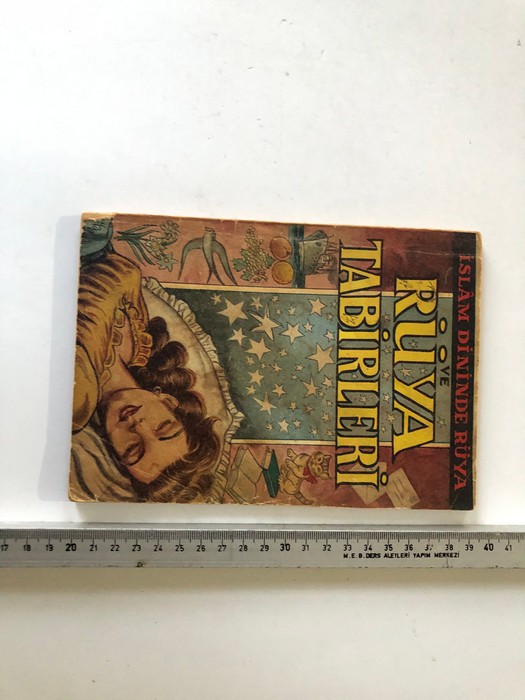 İSLÂM DİNİNDE RÜYA
VE
RÜYA
TABİRLERİ
17 18 19 20 21 22 23 24 25 26 27 28 29 30 31 32 33 34 35 36 37 38 39 40 41
M.E.B. DERS ALETLERİ YAPIM MERKEZİ